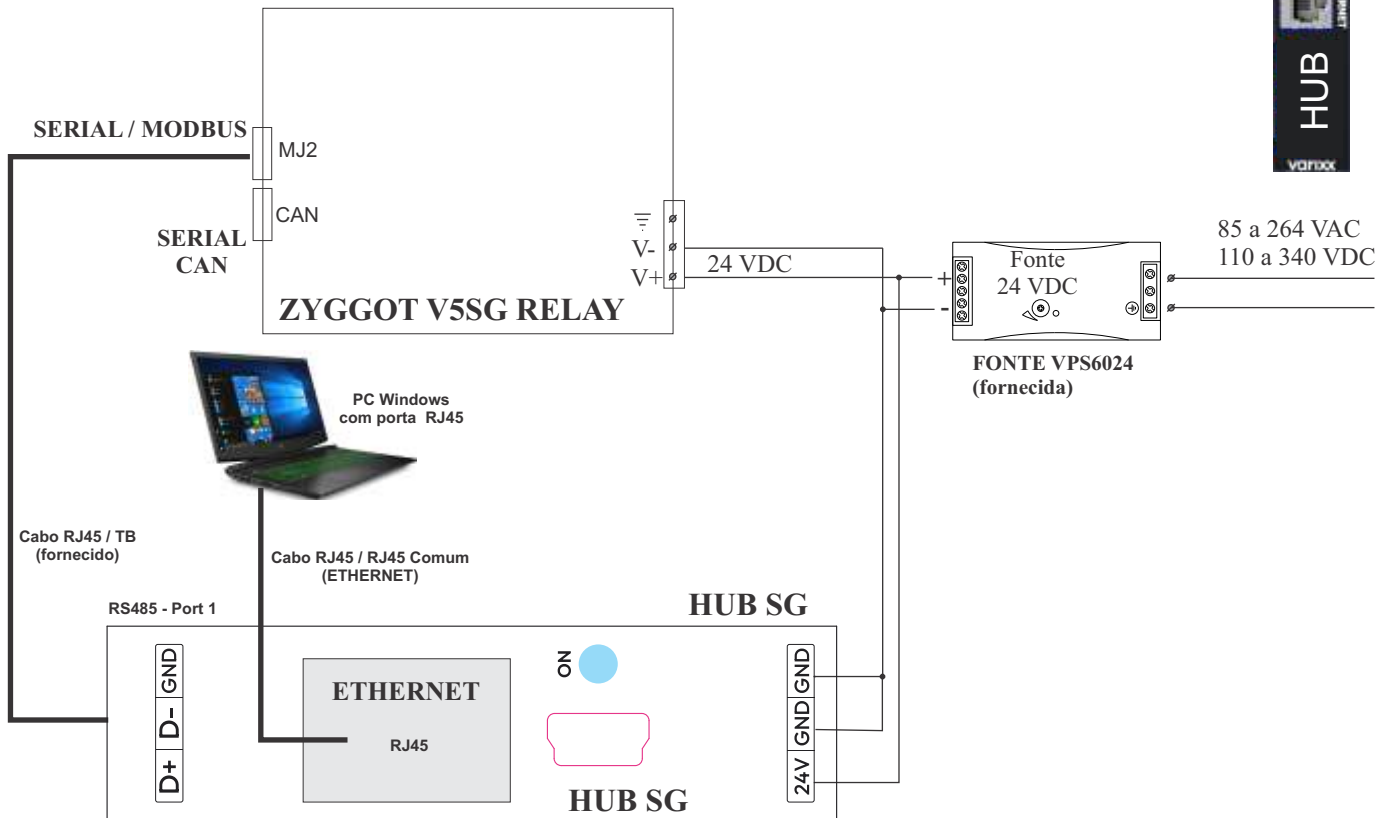 HUB
varixx
SERIAL / MODBUS
MJ2
CAN
SERIAL
CAN
V-
V+
24 VDC
ZYGGOT V5SG RELAY
85 a 264 VAC
110 a 340 VDC
Fonte
24 VDC
+
-
FONTE VPS6024
(fornecida)
PC Windows
com porta RJ45
Cabo RJ45 / TB
(fornecido)
Cabo RJ45 / RJ45 Comum
(ETHERNET)
RS485 - Port 1
HUB SG
D+ D- GND
ETHERNET
RJ45
ON
24V GND GND
HUB SG